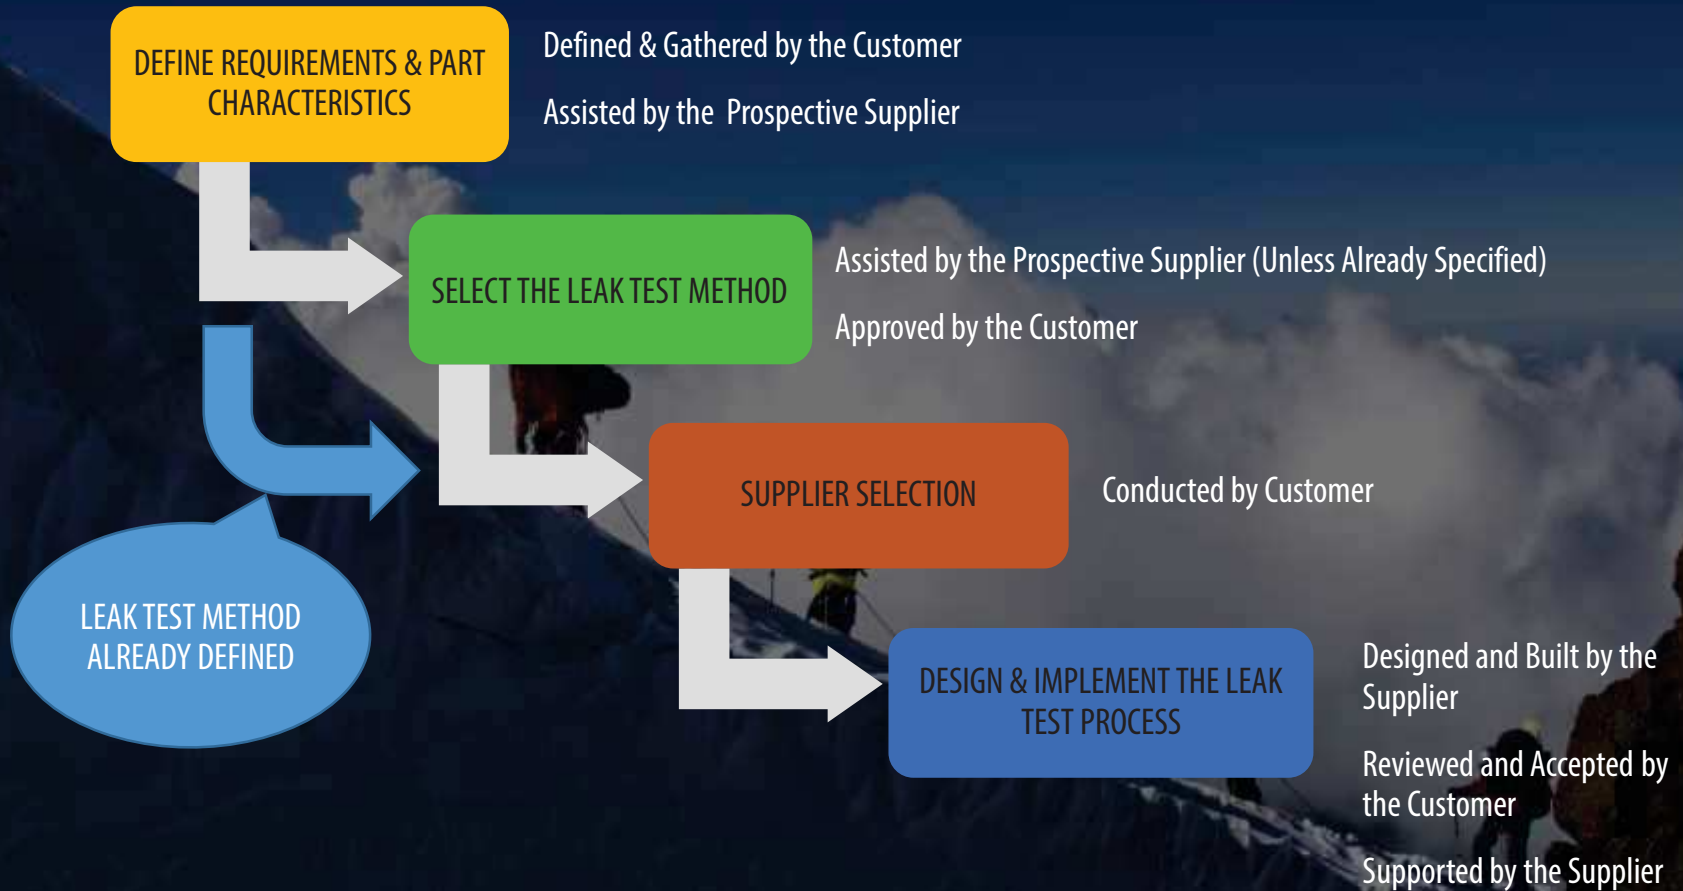 DEFINE REQUIREMENTS & PART
CHARACTERISTICS
Defined & Gathered by the Customer
Assisted by the Prospective Supplier
SELECT THE LEAK TEST METHOD
Assisted by the Prospective Supplier (Unless Already Specified)
Approved by the Customer
SUPPLIER SELECTION
Conducted by Customer
LEAK TEST METHOD
ALREADY DEFINED
DESIGN & IMPLEMENT THE LEAK
TEST PROCESS
Designed and Built by the
Supplier
Reviewed and Accepted by
the Customer
Supported by the Supplier